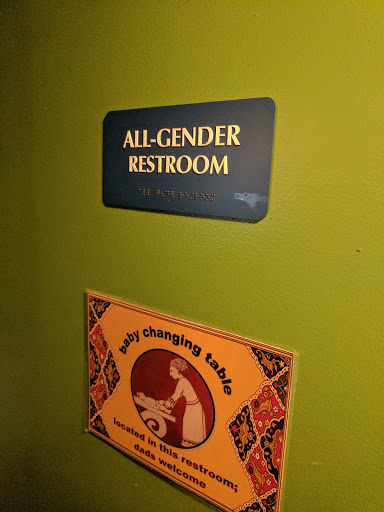 ALL-GENDER
RESTROOM
baby changing table
located in this restroom;
dads welcome